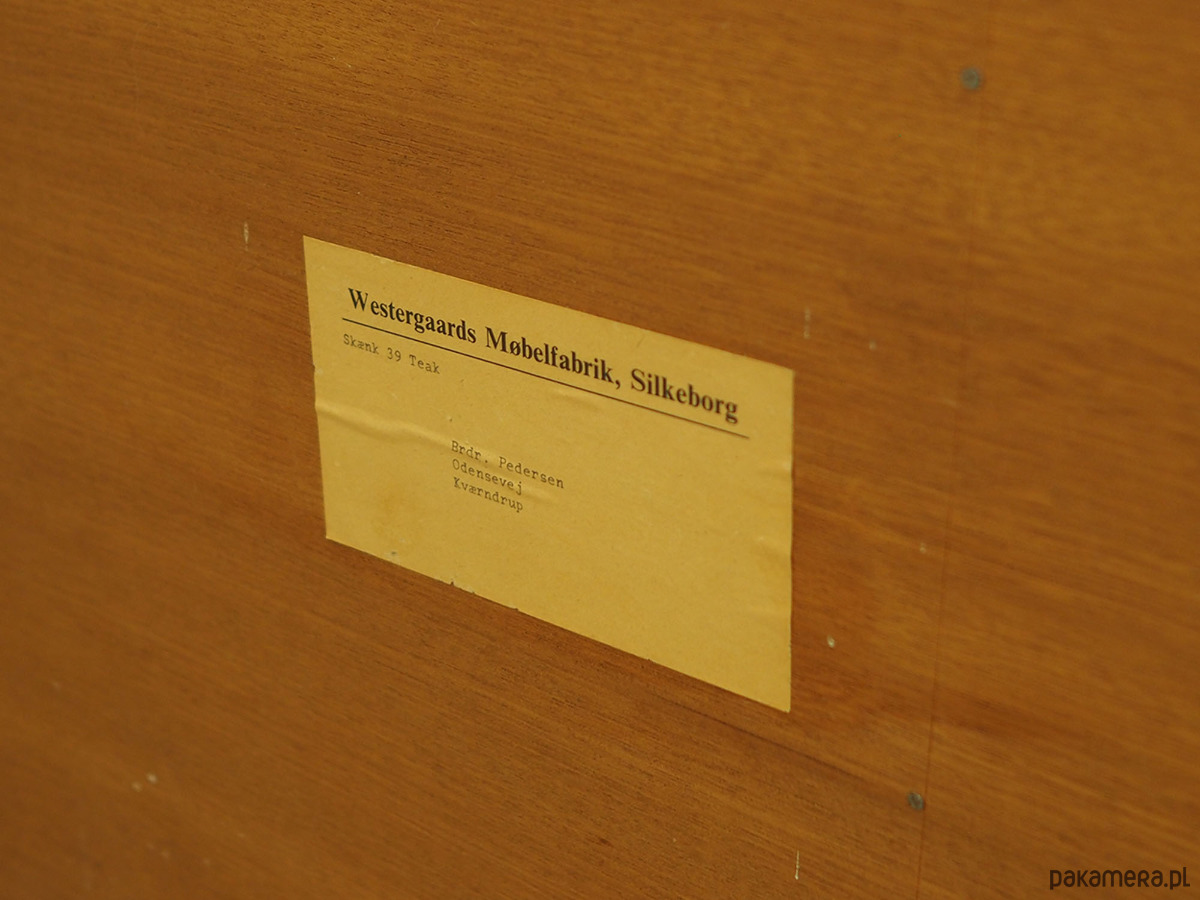 Westergaards Møbelfabrik, Silkeborg
Skænk 39 Teak
Brdr. Pedersen
Odensevej
Kværndrup
pakamera.pl